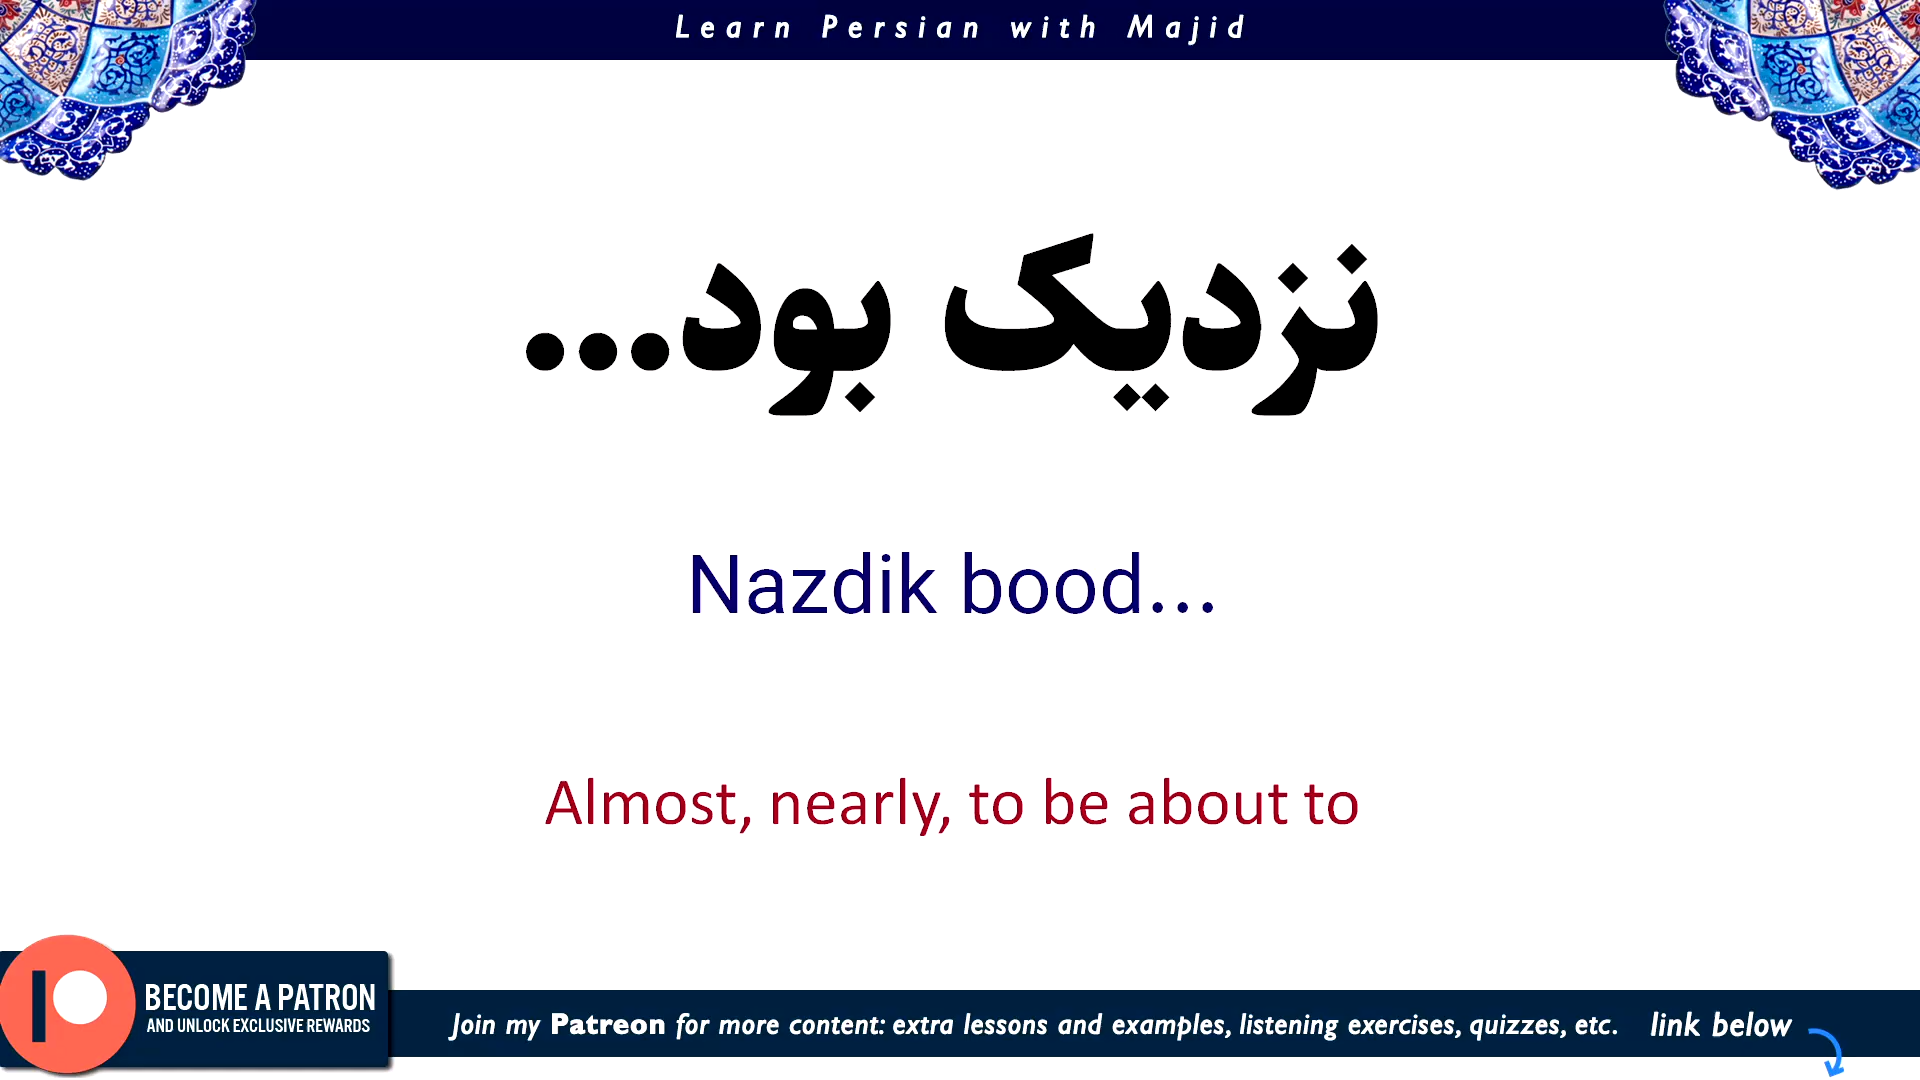 Learn Persian with Majid
نزدیک بود...
Nazdik bood...
Almost, nearly, to be about to
BECOME A PATRON
AND UNLOCK EXCLUSIVE REWARDS
Join my Patreon for more content: extra lessons and examples, listening exercises, quizzes, etc. link below